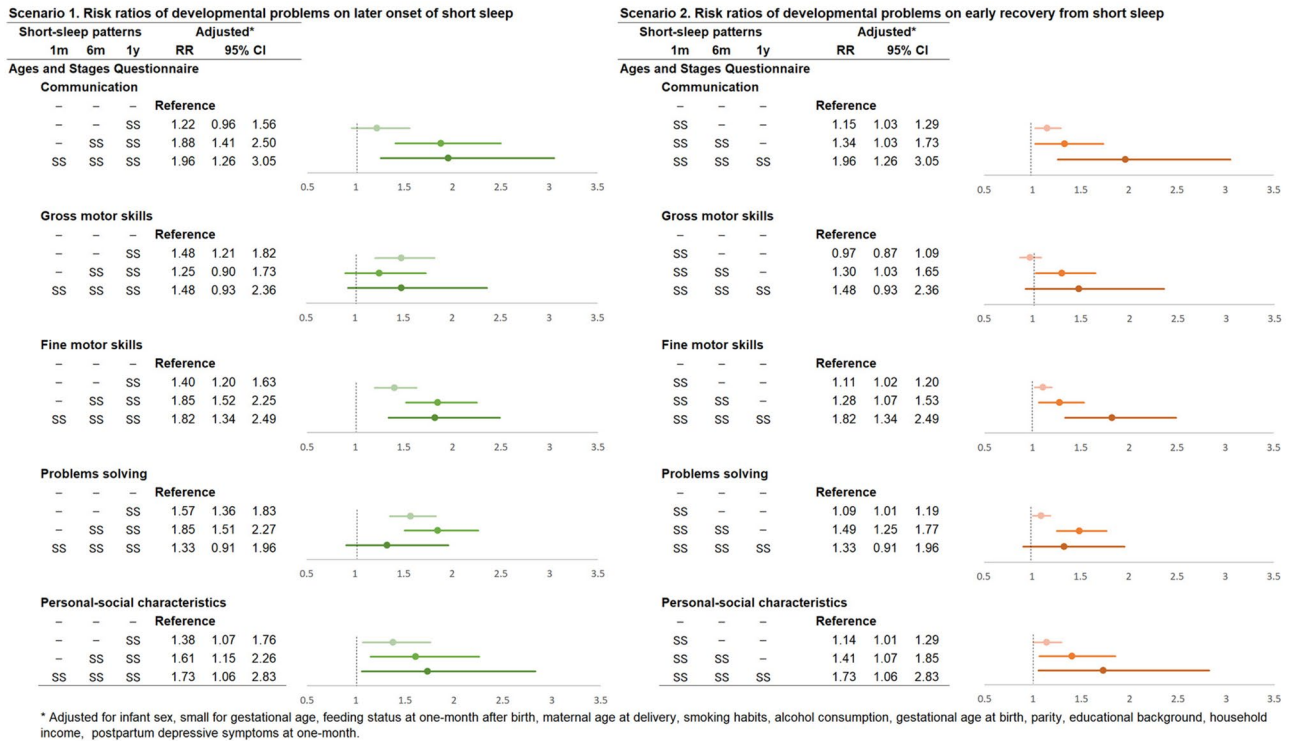 Scenario 1. Risk ratios of developmental problems on later onset of short sleep
Short-sleep patterns Adjusted*
1m 6m 1y RR 95% CI
Ages and Stages Questionnaire
Communication
– – – Reference
– – SS 1.22 0.96 1.56
– SS SS 1.88 1.41 2.50
SS SS SS 1.96 1.26 3.05
0.5 1 1.5 2 2.5 3 3.5
Gross motor skills
– – – Reference
– – SS 1.48 1.21 1.82
– SS SS 1.25 0.90 1.73
SS SS SS 1.48 0.93 2.36
0.5 1 1.5 2 2.5 3 3.5
Fine motor skills
– – – Reference
– – SS 1.40 1.20 1.63
– SS SS 1.85 1.52 2.25
SS SS SS 1.82 1.34 2.49
0.5 1 1.5 2 2.5 3 3.5
Problems solving
– – – Reference
– – SS 1.57 1.36 1.83
– SS SS 1.85 1.51 2.27
SS SS SS 1.33 0.91 1.96
0.5 1 1.5 2 2.5 3 3.5
Personal-social characteristics
– – – Reference
– – SS 1.38 1.07 1.76
– SS SS 1.61 1.15 2.26
SS SS SS 1.73 1.06 2.83
0.5 1 1.5 2 2.5 3 3.5
Scenario 2. Risk ratios of developmental problems on early recovery from short sleep
Short-sleep patterns Adjusted*
1m 6m 1y RR 95% CI
Ages and Stages Questionnaire
Communication
– – – Reference
SS – – 1.15 1.03 1.29
SS SS – 1.34 1.03 1.73
SS SS SS 1.96 1.26 3.05
0.5 1 1.5 2 2.5 3 3.5
Gross motor skills
– – – Reference
SS – – 0.97 0.87 1.09
SS SS – 1.30 1.03 1.65
SS SS SS 1.48 0.93 2.36
0.5 1 1.5 2 2.5 3 3.5
Fine motor skills
– – – Reference
SS – – 1.11 1.02 1.20
SS SS – 1.28 1.07 1.53
SS SS SS 1.82 1.34 2.49
0.5 1 1.5 2 2.5 3 3.5
Problems solving
– – – Reference
SS – – 1.09 1.01 1.19
SS SS – 1.49 1.25 1.77
SS SS SS 1.33 0.91 1.96
0.5 1 1.5 2 2.5 3 3.5
Personal-social characteristics
– – – Reference
SS – – 1.14 1.01 1.29
SS SS – 1.41 1.07 1.85
SS SS SS 1.73 1.06 2.83
0.5 1 1.5 2 2.5 3 3.5
* Adjusted for infant sex, small for gestational age, feeding status at one-month after birth, maternal age at delivery, smoking habits, alcohol consumption, gestational age at birth, parity, educational background, household
income, postpartum depressive symptoms at one-month.